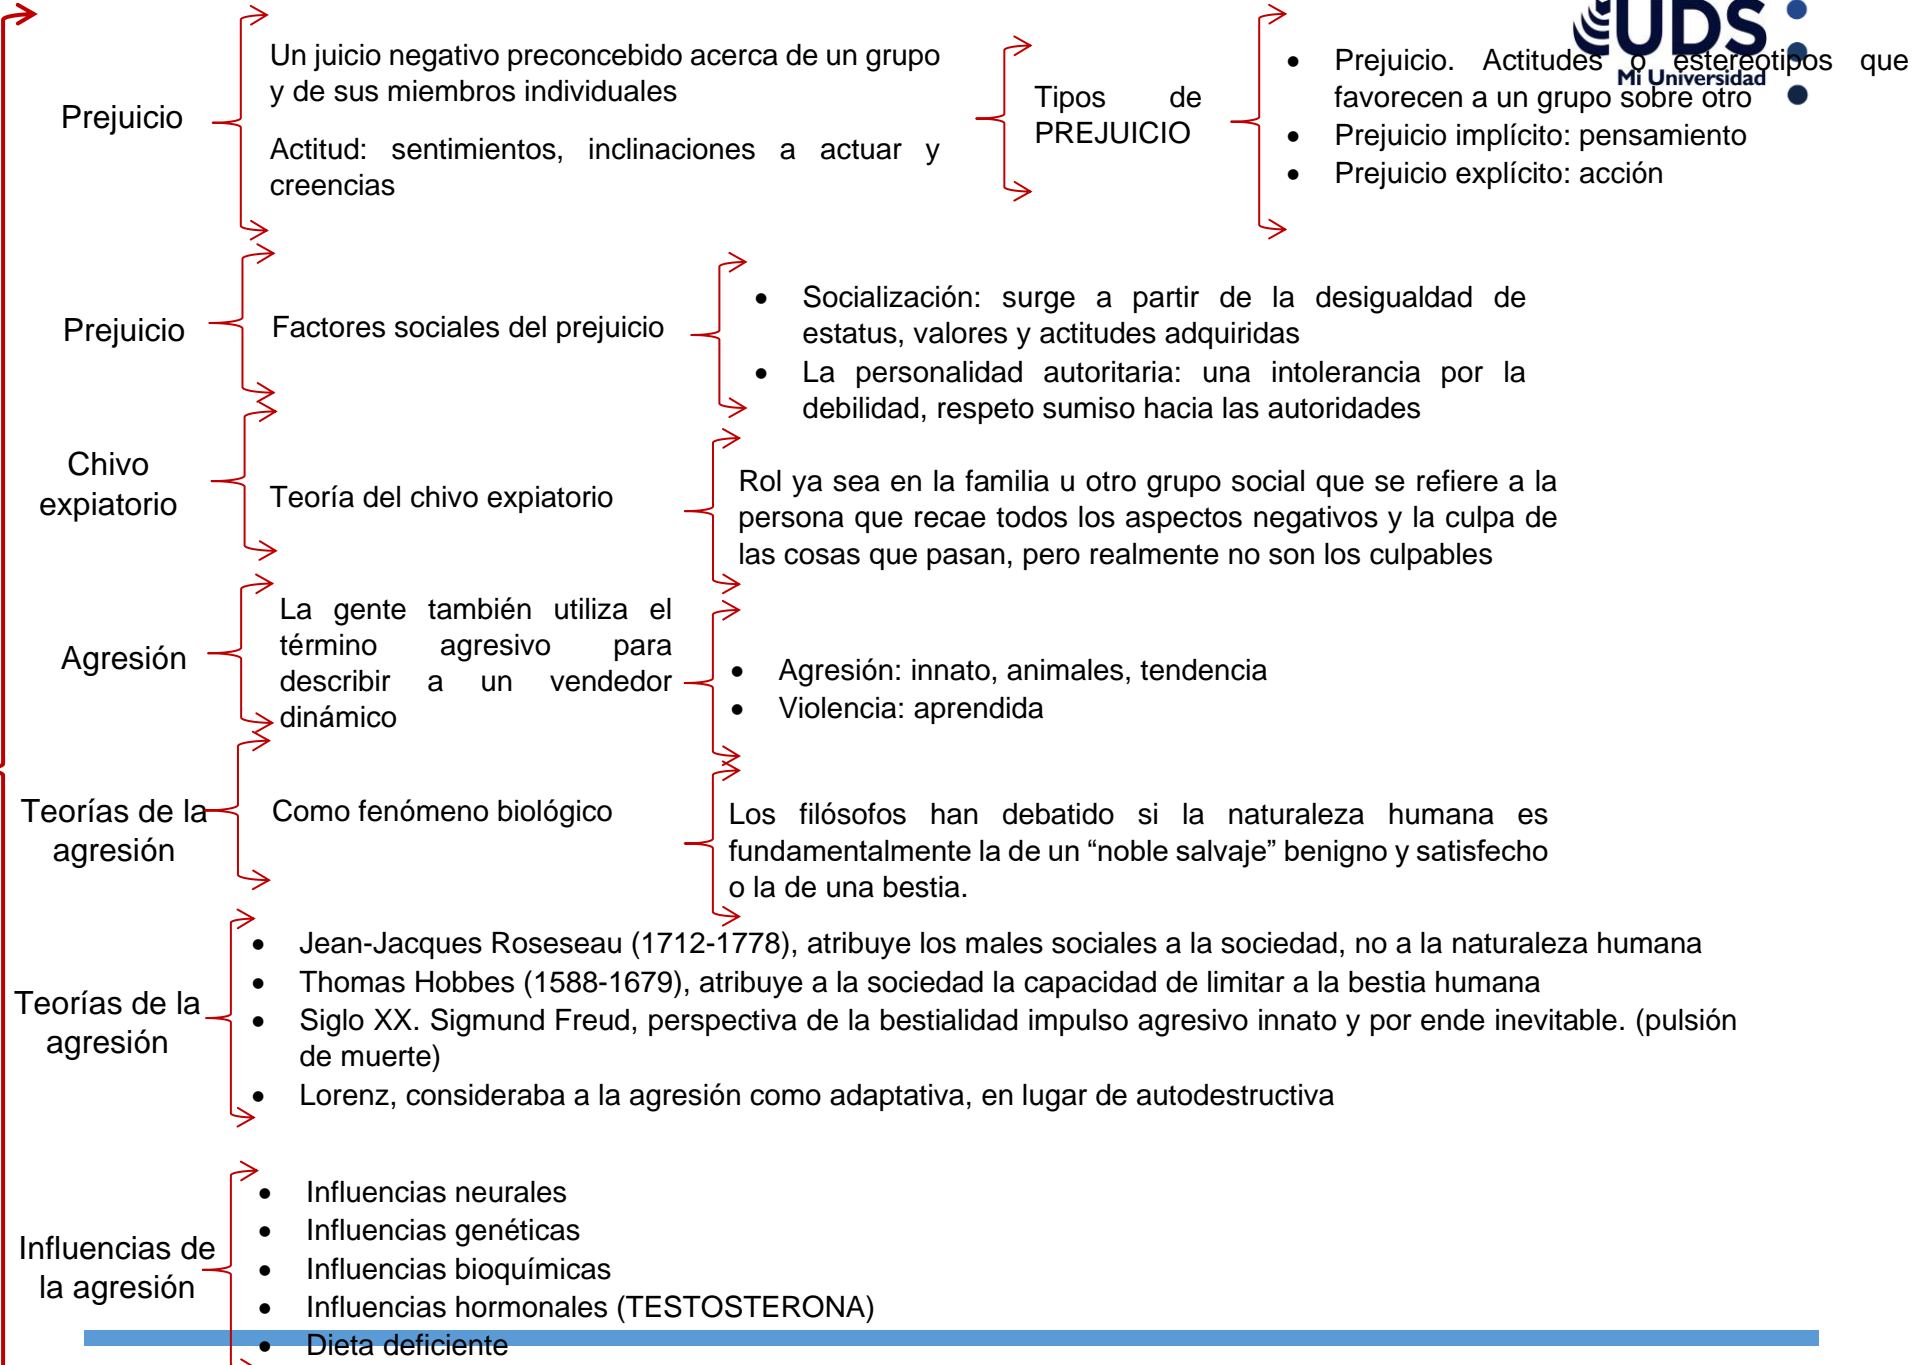 UDS
Mi Universidad
Prejuicio
Un juicio negativo preconcebido acerca de un grupo
y de sus miembros individuales
Actitud: sentimientos, inclinaciones a actuar y
creencias
Tipos de
PREJUICIO
• Prejuicio. Actitudes o estereotipos que
favorecen a un grupo sobre otro
• Prejuicio implícito: pensamiento
• Prejuicio explícito: acción
Prejuicio
Factores sociales del prejuicio
• Socialización: surge a partir de la desigualdad de
estatus, valores y actitudes adquiridas
• La personalidad autoritaria: una intolerancia por la
debilidad, respeto sumiso hacia las autoridades
Chivo
expiatorio
Teoría del chivo expiatorio
Rol ya sea en la familia u otro grupo social que se refiere a la
persona que recae todos los aspectos negativos y la culpa de
las cosas que pasan, pero realmente no son los culpables
Agresión
La gente también utiliza el
término agresivo para
describir a un vendedor
dinámico
• Agresión: innato, animales, tendencia
• Violencia: aprendida
Teorías de la
agresión
Como fenómeno biológico
Los filósofos han debatido si la naturaleza humana es
fundamentalmente la de un “noble salvaje” benigno y satisfecho
o la de una bestia.
Teorías de la
agresión
• Jean-Jacques Roseseau (1712-1778), atribuye los males sociales a la sociedad, no a la naturaleza humana
• Thomas Hobbes (1588-1679), atribuye a la sociedad la capacidad de limitar a la bestia humana
• Siglo XX. Sigmund Freud, perspectiva de la bestialidad impulso agresivo innato y por ende inevitable. (pulsión
de muerte)
• Lorenz, consideraba a la agresión como adaptativa, en lugar de autodestructiva
Influencias de
la agresión
• Influencias neurales
• Influencias genéticas
• Influencias bioquímicas
• Influencias hormonales (TESTOSTERONA)
• Dieta deficiente